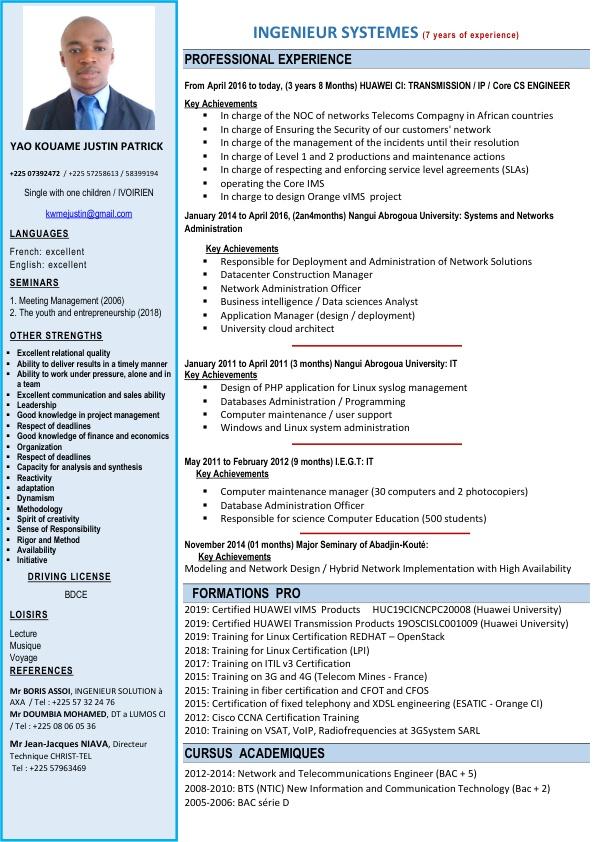 YAO KOUAME JUSTIN PATRICK
+225 07392472 / +225 57258613 / 58399194
Single with one children / IVOIRIEN
kwmejustin@gmail.com
LANGUAGES
French: excellent
English: excellent
SEMINARS
1. Meeting Management (2006)
2. The youth and entrepreneurship (2018)
OTHER STRENGTHS
Excellent relational quality
Ability to deliver results in a timely manner
Ability to work under pressure, alone and in
a team
Excellent communication and sales ability
Leadership
Good knowledge in project management
Respect of deadlines
Good knowledge of finance and economics
Organization
Respect of deadlines
Capacity for analysis and synthesis
Reactivity
adaptation
Dynamism
Methodology
Spirit of creativity
Sense of Responsibility
Rigor and Method
Availability
Initiative
DRIVING LICENSE
BDCE
LOISIRS
Lecture
Musique
Voyage
REFERENCES
Mr BORIS ASSOI, INGENIEUR SOLUTION à
AXA / Tel : +225 57 32 24 76
Mr DOUMBIA MOHAMED, DT a LUMOS CI
/ Tel : +225 08 06 05 36
Mr Jean-Jacques NIAVA, Directeur
Technique CHRIST-TEL
Tel : +225 57963469
INGENIEUR SYSTEMES (7 years of experience)
PROFESSIONAL EXPERIENCE
From April 2016 to today, (3 years 8 Months) HUAWEI CI: TRANSMISSION / IP / Core CS ENGINEER
Key Achievements
In charge of the NOC of networks Telecoms Compagny in African countries
In charge of Ensuring the Security of our customers' network
In charge of the management of the incidents until their resolution
In charge of Level 1 and 2 productions and maintenance actions
In charge of respecting and enforcing service level agreements (SLAs)
operating the Core IMS
In charge to design Orange vIMS project
January 2014 to April 2016, (2an4months) Nangui Abrogoua University: Systems and Networks
Administration
Key Achievements
Responsible for Deployment and Administration of Network Solutions
Datacenter Construction Manager
Network Administration Officer
Business intelligence / Data sciences Analyst
Application Manager (design / deployment)
University cloud architect
January 2011 to April 2011 (3 months) Nangui Abrogoua University: IT
Key Achievements
Design of PHP application for Linux syslog management
Databases Administration / Programming
Computer maintenance / user support
Windows and Linux system administration
May 2011 to February 2012 (9 months) I.E.G.T: IT
Key Achievements
Computer maintenance manager (30 computers and 2 photocopiers)
Database Administration Officer
Responsible for science Computer Education (500 students)
November 2014 (01 months) Major Seminary of Abadjin-Kouté:
Key Achievements
Modeling and Network Design / Hybrid Network Implementation with High Availability
FORMATIONS PRO
2019: Certified HUAWEI vIMS Products HUC19CICNCPC20008 (Huawei University)
2019: Certified HUAWEI Transmission Products 19OSCISLC001009 (Huawei University)
2019: Training for Linux Certification REDHAT – OpenStack
2018: Training for Linux Certification (LPI)
2017: Training on ITIL v3 Certification
2015: Training on 3G and 4G (Telecom Mines - France)
2015: Training in fiber certification and CFOT and CFOS
2015: Certification of fixed telephony and XDSL engineering (ESATIC - Orange CI)
2012: Cisco CCNA Certification Training
2010: Training on VSAT, VoIP, Radiofrequencies at 3GSystem SARL
CURSUS ACADEMIQUES
2012-2014: Network and Telecommunications Engineer (BAC + 5)
2008-2010: BTS (NTIC) New Information and Communication Technology (Bac + 2)
2005-2006: BAC série D